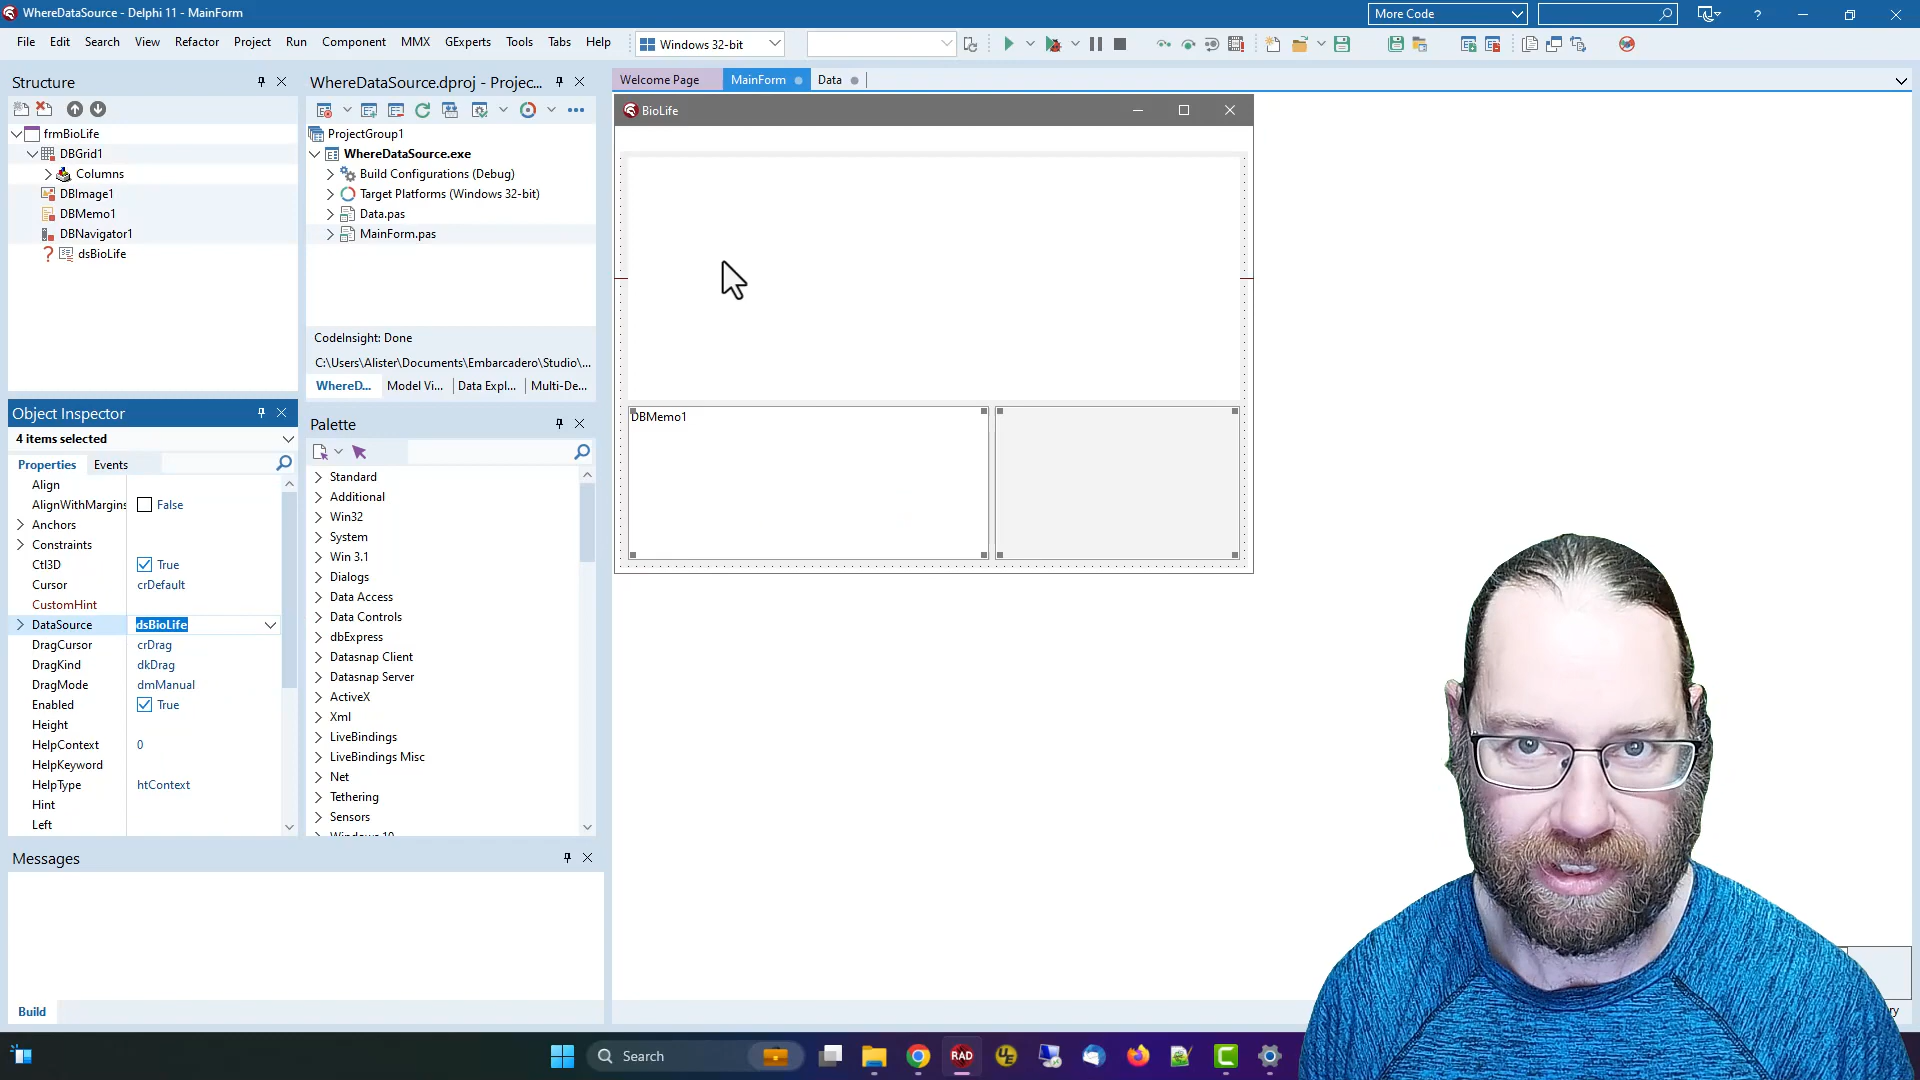 WhereDataSource - Delphi 11 - MainForm
More Code
?
File Edit Search View Refactor Project Run Component MMX GExperts Tools Tabs Help
Windows 32-bit
Structure
frmBioLife
DBGrid1
Columns
DBImage1
DBMemo1
DBNavigator1
? dsBioLife
WhereDataSource.dproj - Projec...
ProjectGroup1
WhereDataSource.exe
Build Configurations (Debug)
Target Platforms (Windows 32-bit)
Data.pas
MainForm.pas
CodeInsight: Done
C:\Users\Alister\Documents\Embarcadero\Studio\...
WhereD... Model Vi... Data Expl... Multi-De...
Welcome Page MainForm Data
BioLife
DBMemo1
Object Inspector
4 items selected
Properties Events
Align
AlignWithMargins False
Anchors
Constraints
Ctl3D True
Cursor crDefault
CustomHint
DataSource dsBioLife
DragCursor crDrag
DragKind dkDrag
DragMode dmManual
Enabled True
Height
HelpContext 0
HelpKeyword
HelpType htContext
Hint
Left
Palette
Standard
Additional
Win32
System
Win 3.1
Dialogs
Data Access
Data Controls
dbExpress
Datasnap Client
Datasnap Server
ActiveX
Xml
LiveBindings
LiveBindings Misc
Net
Tethering
Sensors
Windows 10
Messages
Build
Search
RAD
UE
C